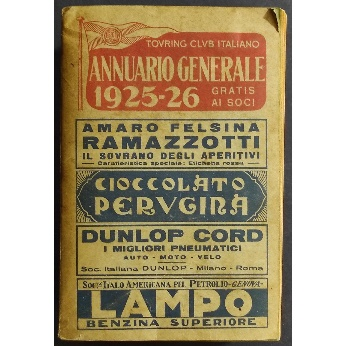 TOVRING CLVB ITALIANO
ANNUARIO GENERALE
1925-26 GRATIS
AI SOCI
AMARO FELSINA
RAMAZZOTTI
IL SOVRANO DEGLI APERITIVI
Caratteristica speciale: Etichetta rossa
CIOCCOLATO
PERVGINA
DUNLOP CORD
I MIGLIORI PNEUMATICI
AUTO - MOTO - VELO
Soc. Italiana DUNLOP - Milano - Roma
ITALO AMERICANA PEL PETROLIO - GENOVA -
LAMPO
BENZINA SUPERIORE